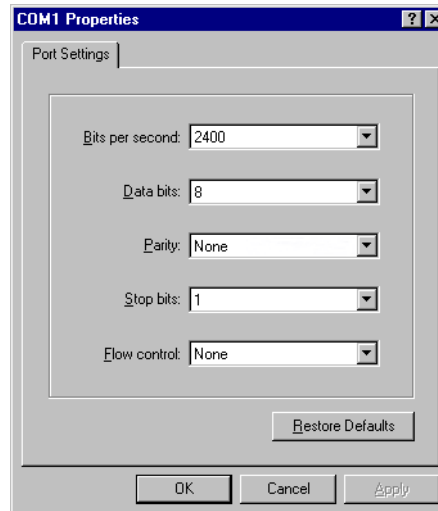 COM1 Properties
Port Settings
Bits per second: 2400
Data bits: 8
Parity: None
Stop bits: 1
Flow control: None
Restore Defaults
OK Cancel Apply